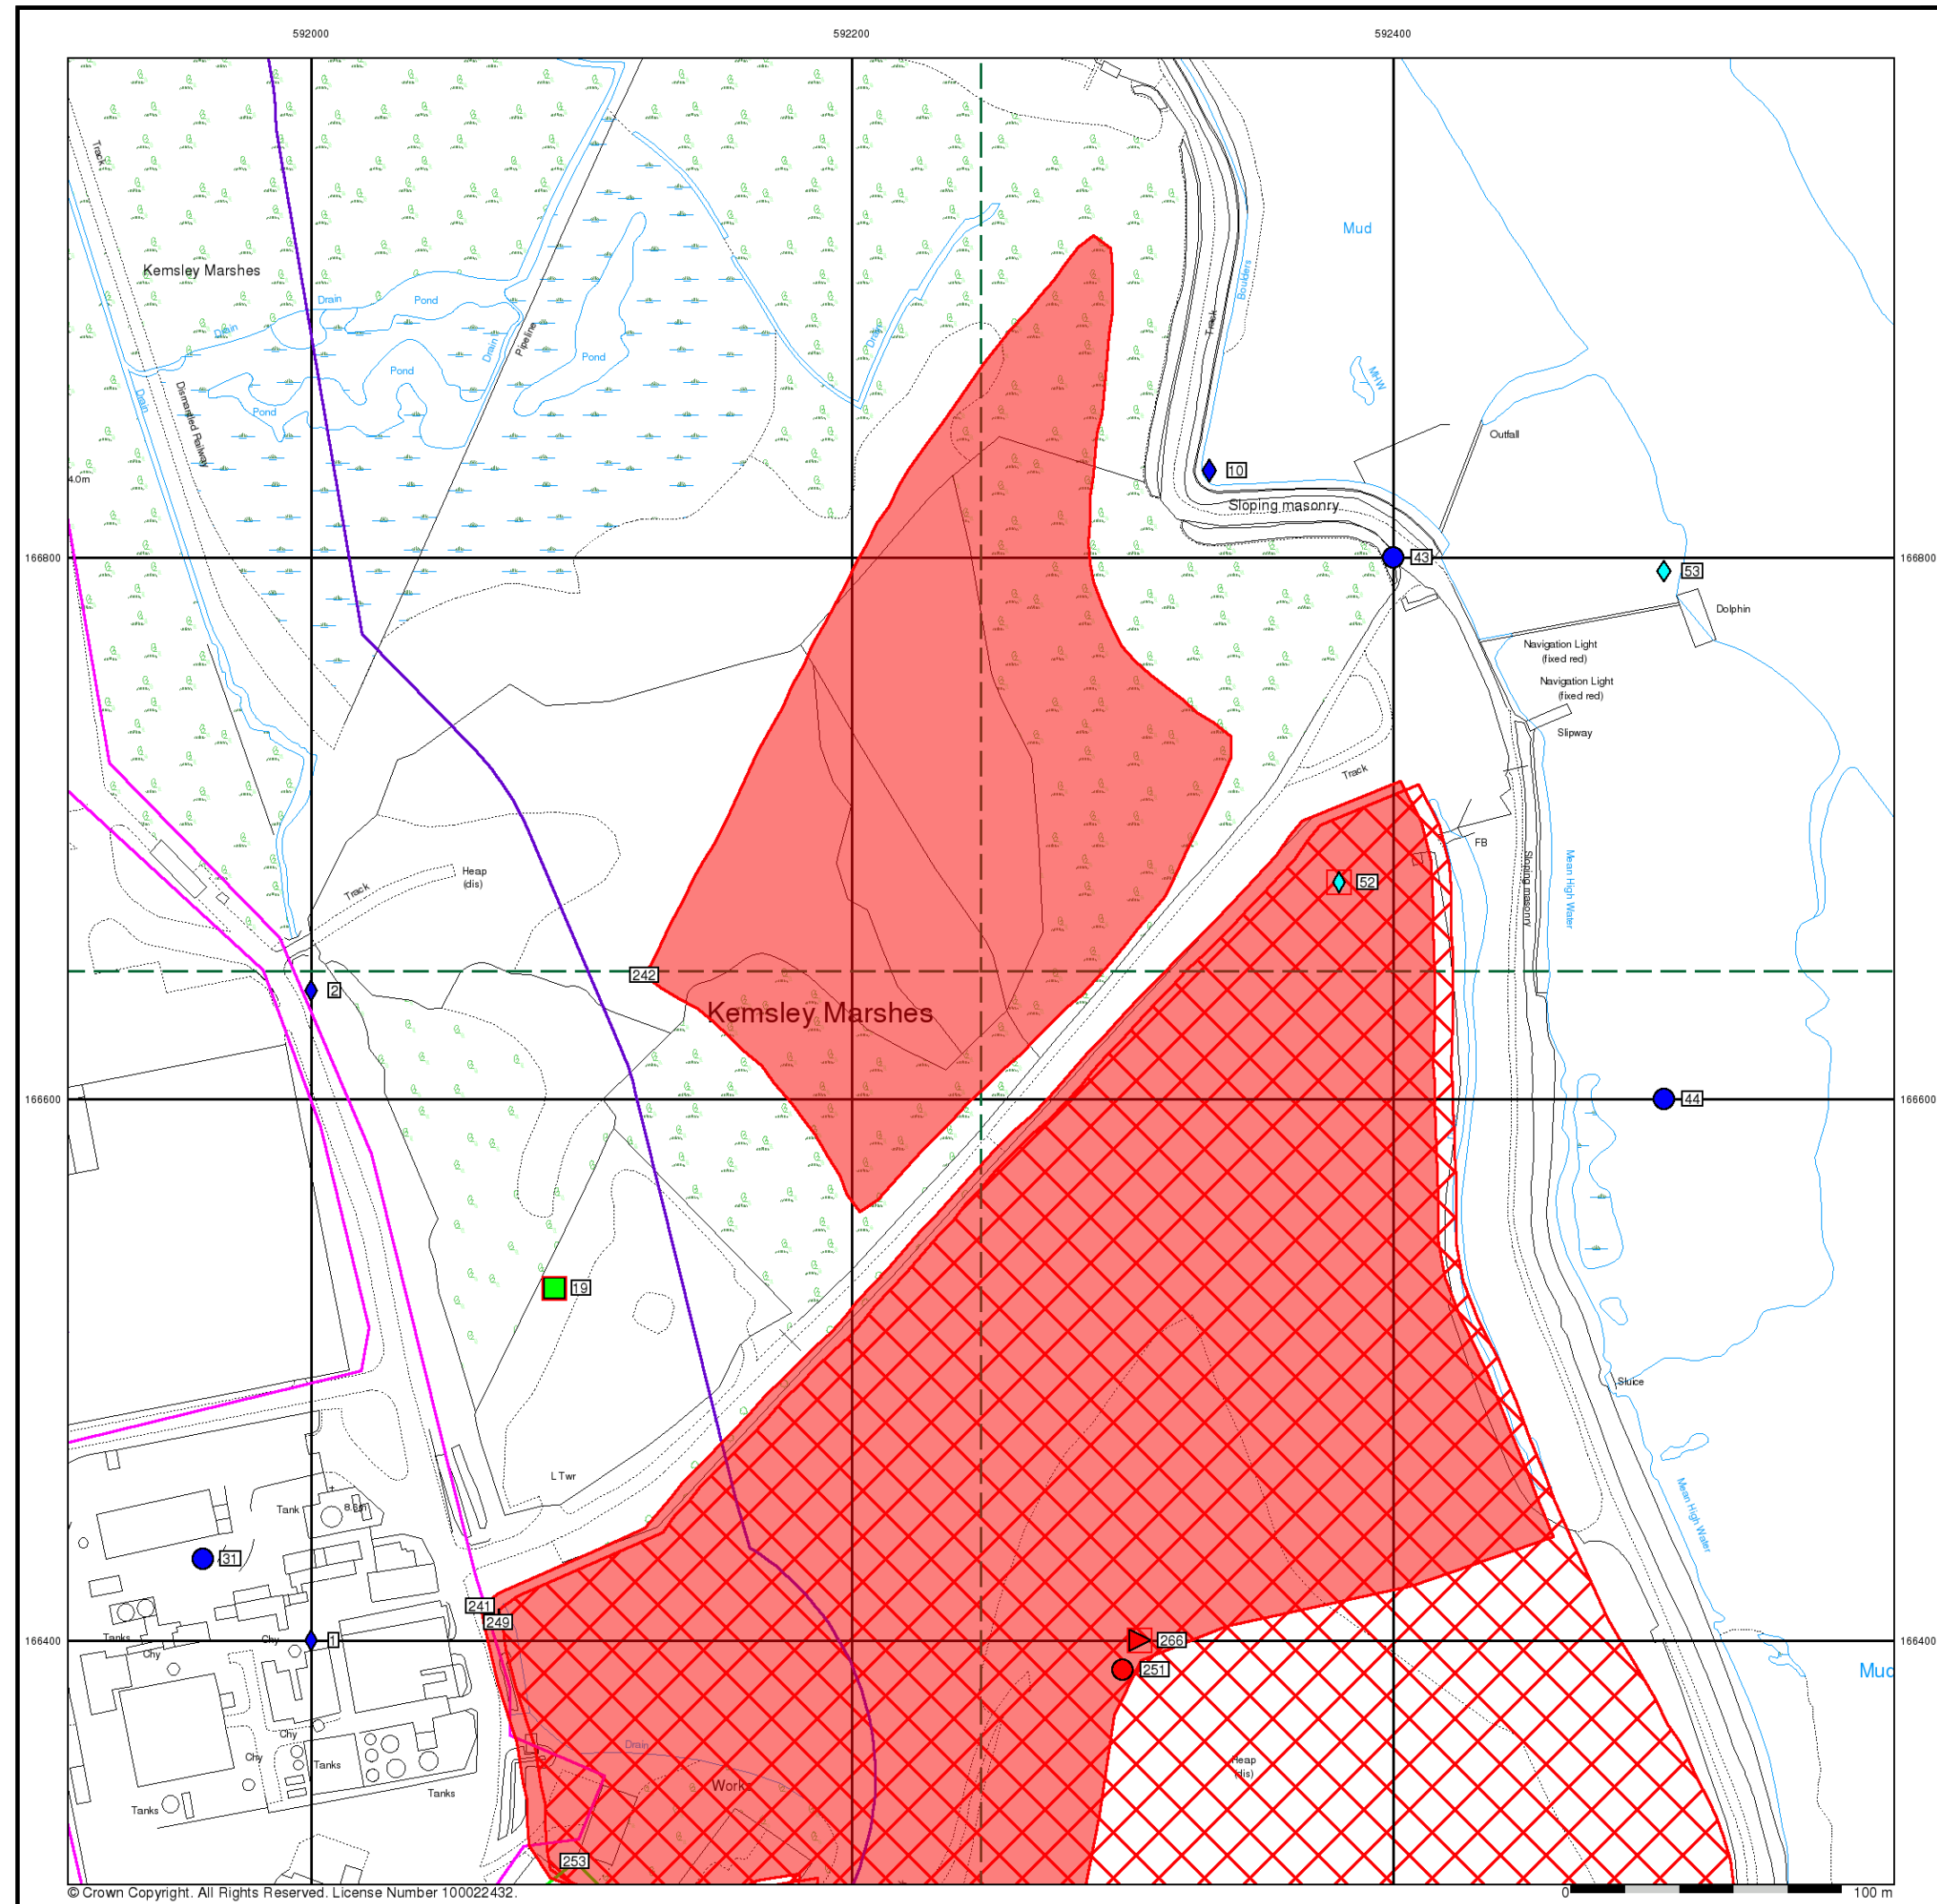 592000
592200
592400
Track
Mud
Kemsley Marshes
Boulders
Drain
Pond
Drain
Track
Drain
Pipeline
Drain
Pond
Pond
MHW
Drain
Dismantled Railway
Pond
Outfall
10
4.0m
Sloping masonry
166800
43
166800
53
Dolphin
Navigation Light
(fixed red)
Navigation Light
(fixed red)
Slipway
Track
FB
Heap
(dis)
Track
52
Sloping masonry
Mean High Water
242
2
Kemsley Marshes
166600
44
166600
19
Sluice
L Twr
Tank
Mean High Water
31
241
249
Tanks
Chy
166400
1
266
166400
Chy
251
Mud
Chy
Drain
Chy
Tanks
Heap
(dis)
Works
Tanks
Tanks
253
© Crown Copyright. All Rights Reserved. License Number 100022432.
0
100 m